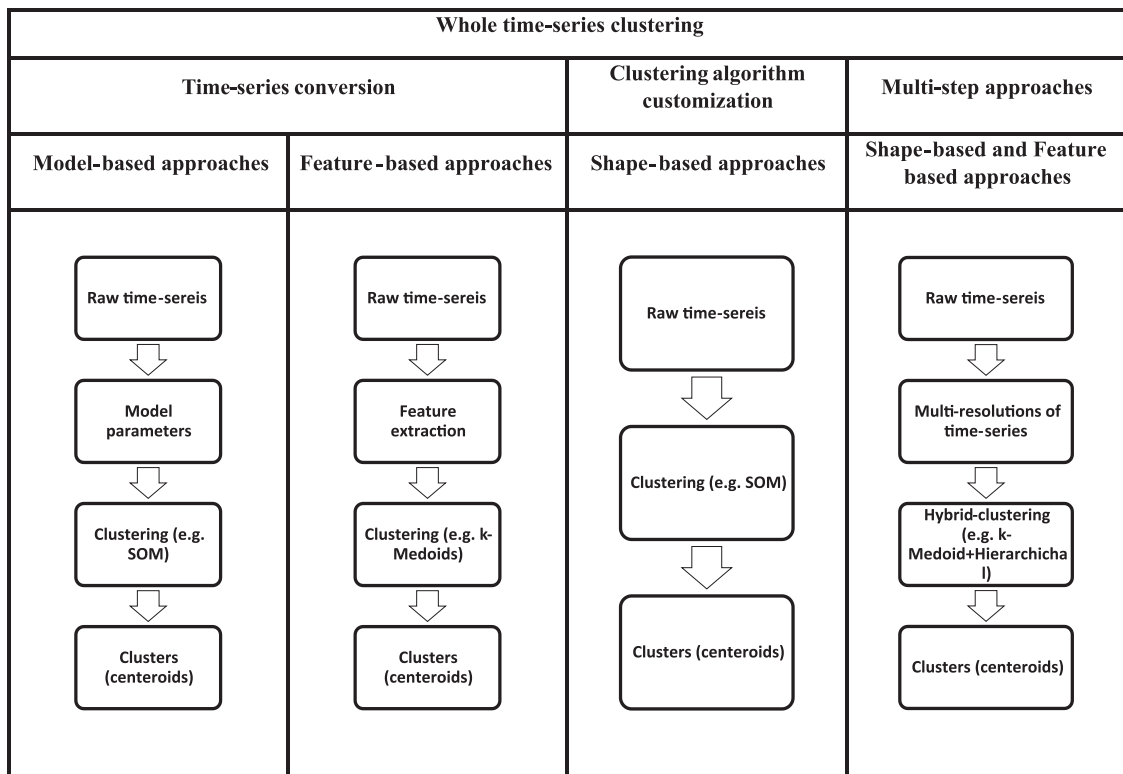 Whole time-series clustering
Time-series conversion
Clustering algorithm
customization
Multi-step approaches
Model-based approaches
Feature-based approaches
Shape-based approaches
Shape-based and Feature
based approaches
Raw time-sereis
Model
parameters
Clustering (e.g.
SOM)
Clusters
(centeroids)
Raw time-sereis
Feature
extraction
Clustering (e.g. k-
Medoids)
Clusters
(centeroids)
Raw time-sereis
Clustering (e.g. SOM)
Clusters (centeroids)
Raw time-sereis
Multi-resolutions of
time-series
Hybrid-clustering
(e.g. k-
Medoid+Hierarchicha
l)
Clusters (centeroids)